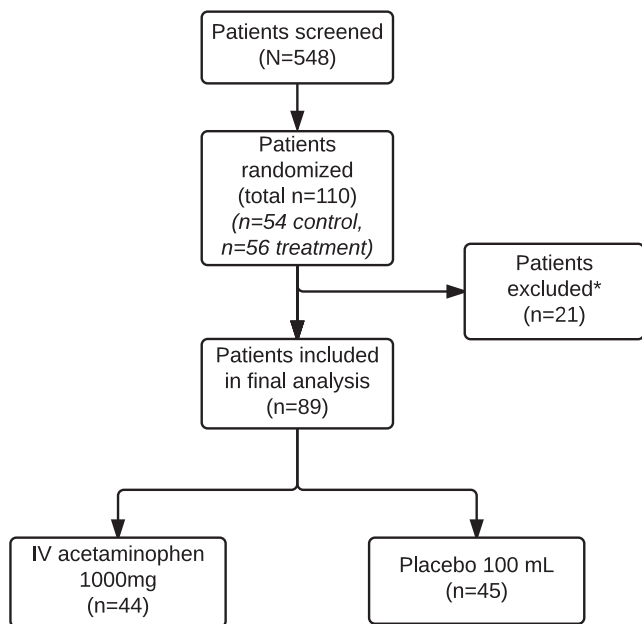 Patients screened
(N=548)
Patients
randomized
(total n=110)
(n=54 control,
n=56 treatment)
Patients
excluded*
(n=21)
Patients included
in final analysis
(n=89)
IV acetaminophen
1000mg
(n=44)
Placebo 100 mL
(n=45)